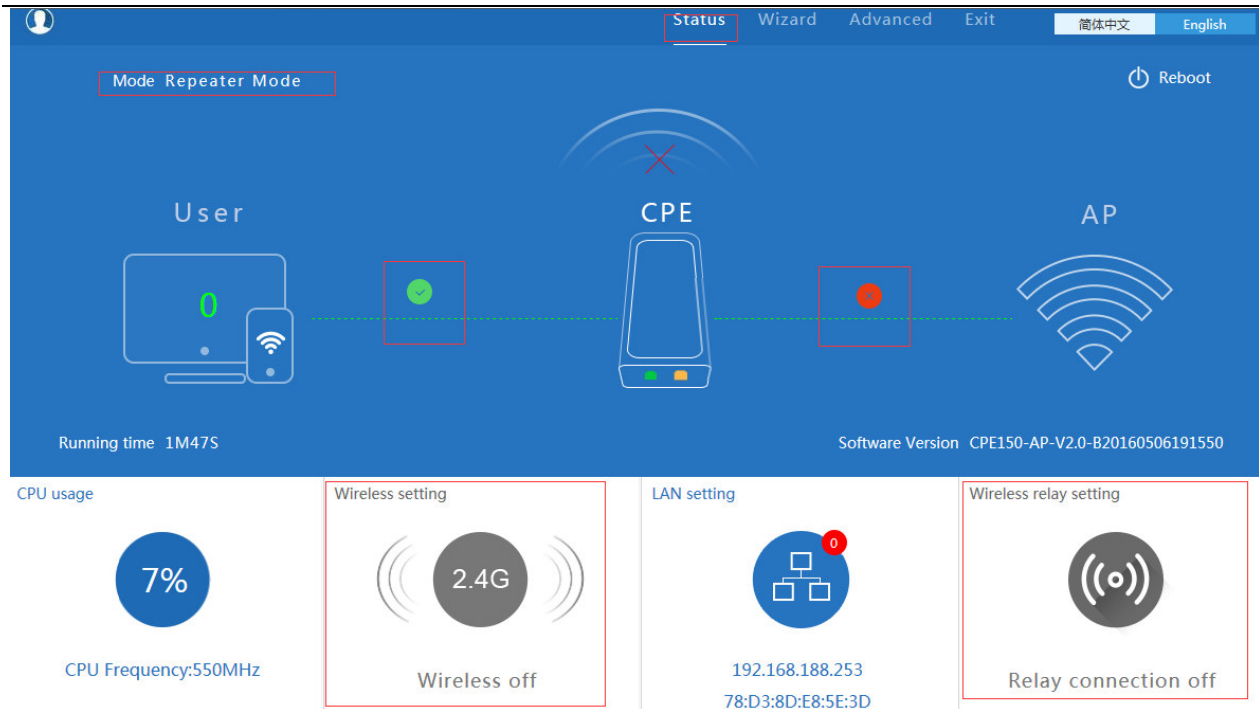 Status Wizard Advanced Exit 简体中文 English
Mode Repeater Mode
Reboot
User CPE AP
0
Running time 1M47S
Software Version CPE150-AP-V2.0-B20160506191550
CPU usage
7%
CPU Frequency:550MHz
Wireless setting
2.4G
Wireless off
LAN setting
0
192.168.188.253
78:D3:8D:E8:5E:3D
Wireless relay setting
Relay connection off